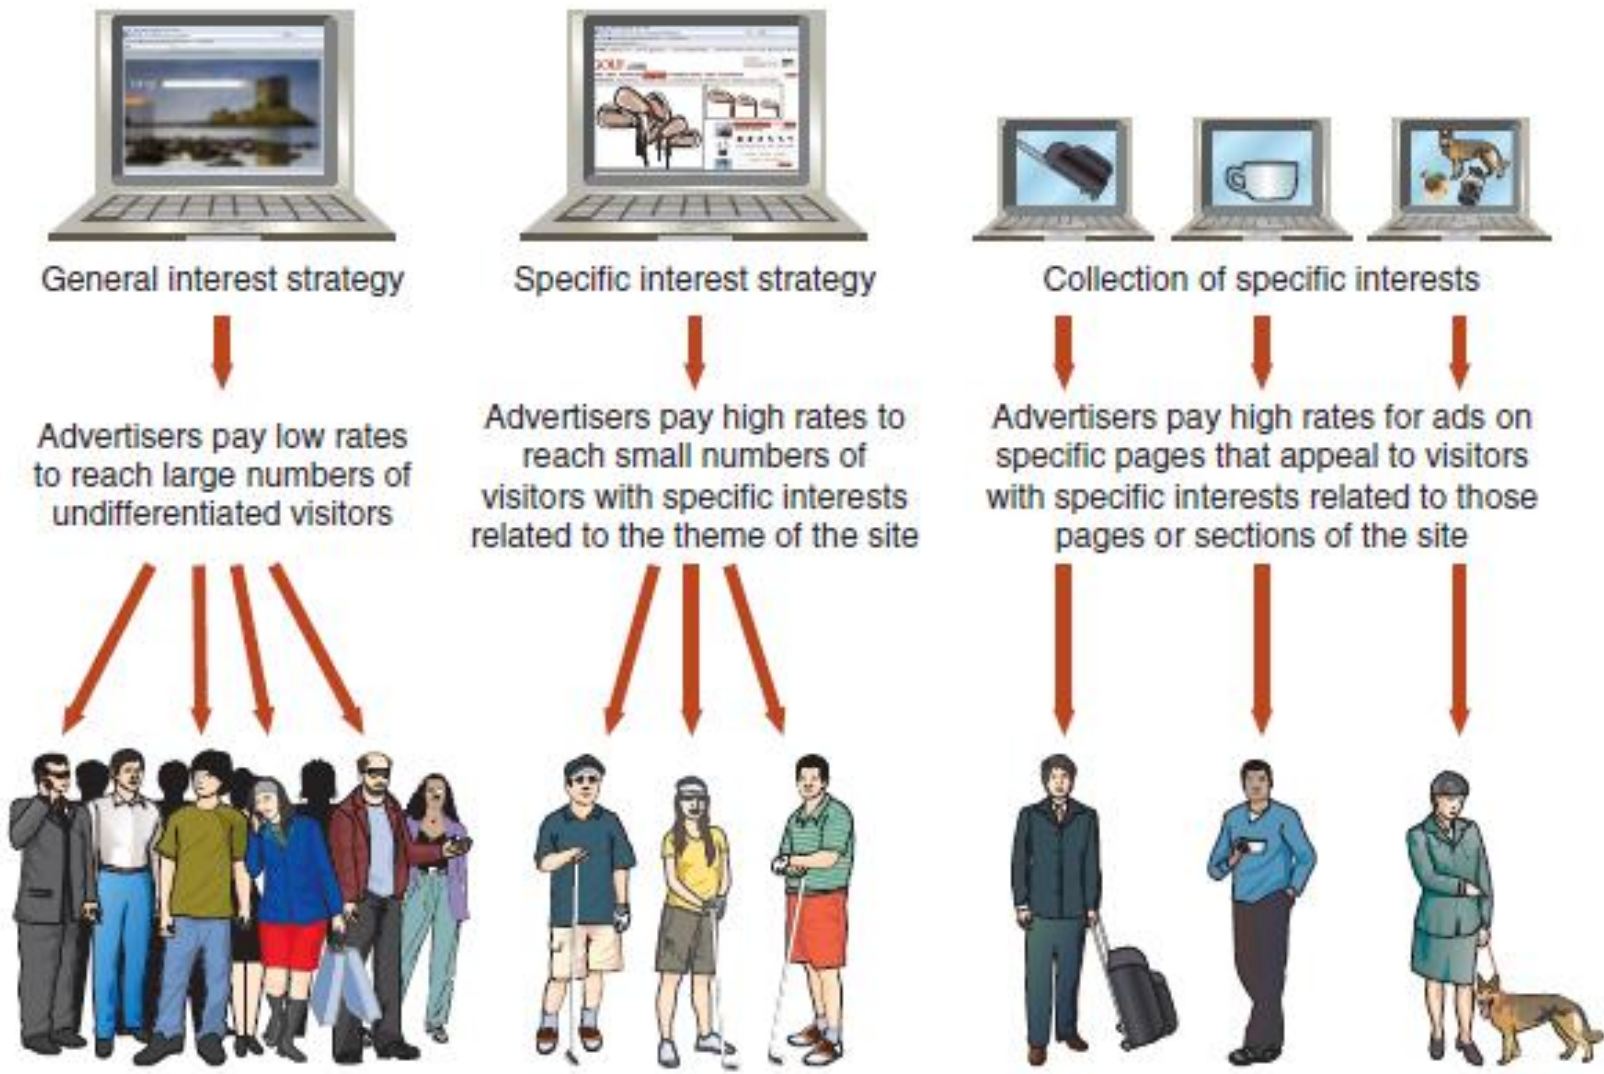 General interest strategy
Advertisers pay low rates
to reach large numbers of
undifferentiated visitors
Specific interest strategy
Advertisers pay high rates to
reach small numbers of
visitors with specific interests
related to the theme of the site
Collection of specific interests
Advertisers pay high rates for ads on
specific pages that appeal to visitors
with specific interests related to those
pages or sections of the site